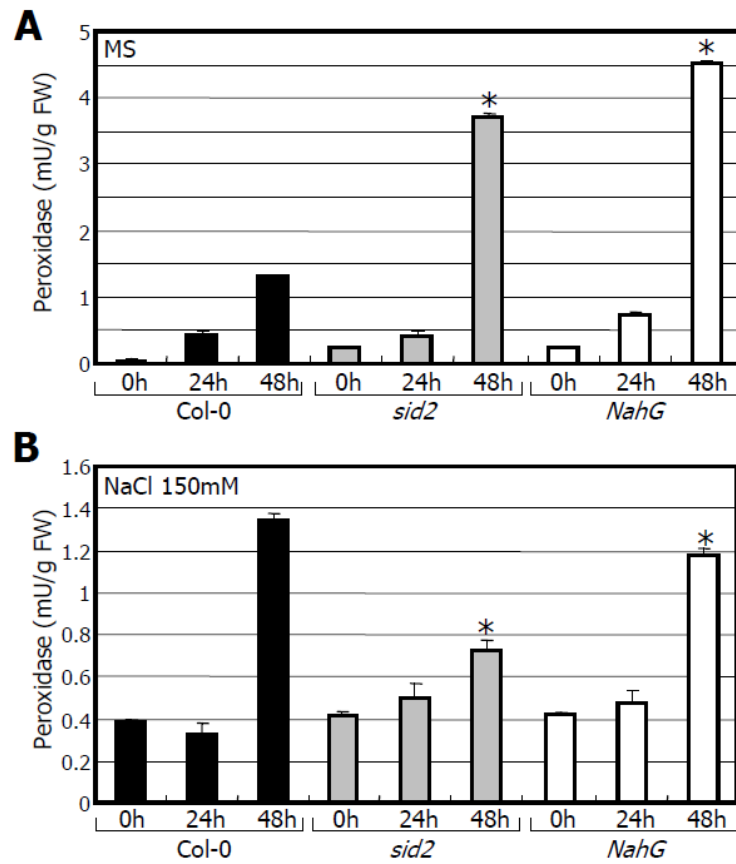 A
MS
Peroxidase (mU/g FW)
5
4
3
2
1
0
*
*
0h 24h 48h 0h 24h 48h 0h 24h 48h
Col-0 sid2 NahG
B
NaCl 150mM
Peroxidase (mU/g FW)
1.6
1.4
1.2
1
0.8
0.6
0.4
0.2
0
*
*
0h 24h 48h 0h 24h 48h 0h 24h 48h
Col-0 sid2 NahG